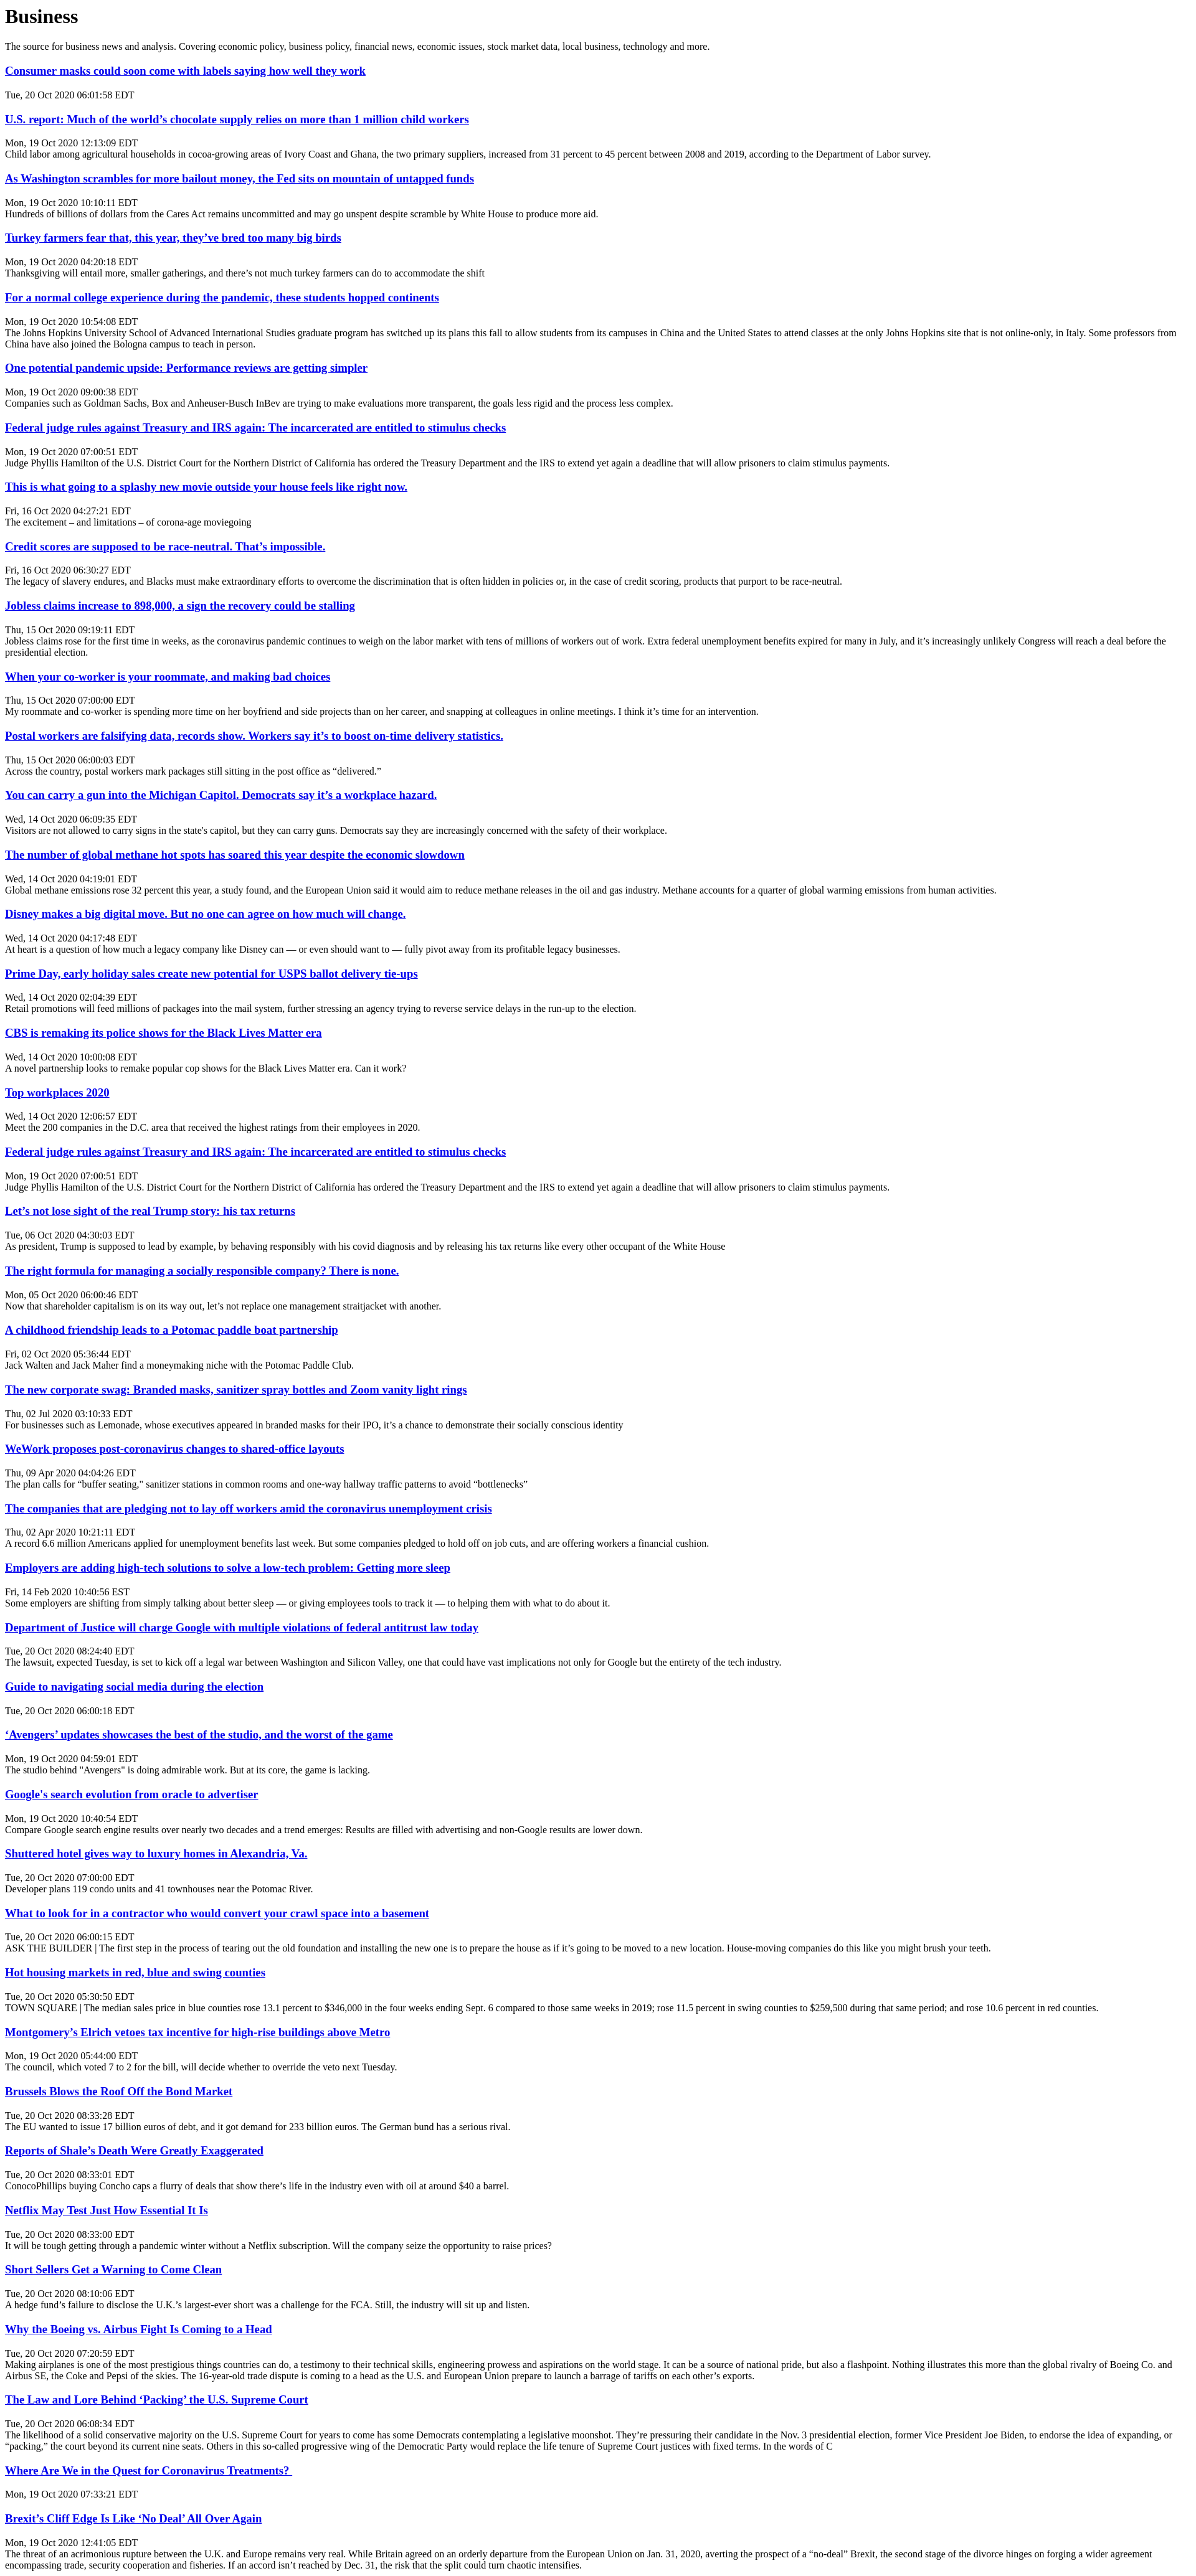 Business
The source for business news and analysis. Covering economic policy, business policy, financial news, economic issues, stock market data, local business, technology and more.
Consumer masks could soon come with labels saying how well they work
Tue, 20 Oct 2020 06:01:58 EDT
U.S. report: Much of the world’s chocolate supply relies on more than 1 million child workers
Mon, 19 Oct 2020 12:13:09 EDT
Child labor among agricultural households in cocoa-growing areas of Ivory Coast and Ghana, the two primary suppliers, increased from 31 percent to 45 percent between 2008 and 2019, according to the Department of Labor survey.
As Washington scrambles for more bailout money, the Fed sits on mountain of untapped funds
Mon, 19 Oct 2020 10:10:11 EDT
Hundreds of billions of dollars from the Cares Act remains uncommitted and may go unspent despite scramble by White House to produce more aid.
Turkey farmers fear that, this year, they’ve bred too many big birds
Mon, 19 Oct 2020 04:20:18 EDT
Thanksgiving will entail more, smaller gatherings, and there’s not much turkey farmers can do to accommodate the shift
For a normal college experience during the pandemic, these students hopped continents
Mon, 19 Oct 2020 10:54:08 EDT
The Johns Hopkins University School of Advanced International Studies graduate program has switched up its plans this fall to allow students from its campuses in China and the United States to attend classes at the only Johns Hopkins site that is not online-only, in Italy. Some professors from
China have also joined the Bologna campus to teach in person.
One potential pandemic upside: Performance reviews are getting simpler
Mon, 19 Oct 2020 09:00:38 EDT
Companies such as Goldman Sachs, Box and Anheuser-Busch InBev are trying to make evaluations more transparent, the goals less rigid and the process less complex.
Federal judge rules against Treasury and IRS again: The incarcerated are entitled to stimulus checks
Mon, 19 Oct 2020 07:00:51 EDT
Judge Phyllis Hamilton of the U.S. District Court for the Northern District of California has ordered the Treasury Department and the IRS to extend yet again a deadline that will allow prisoners to claim stimulus payments.
This is what going to a splashy new movie outside your house feels like right now.
Fri, 16 Oct 2020 04:27:21 EDT
The excitement – and limitations – of corona-age moviegoing
Credit scores are supposed to be race-neutral. That’s impossible.
Fri, 16 Oct 2020 06:30:27 EDT
The legacy of slavery endures, and Blacks must make extraordinary efforts to overcome the discrimination that is often hidden in policies or, in the case of credit scoring, products that purport to be race-neutral.
Jobless claims increase to 898,000, a sign the recovery could be stalling
Thu, 15 Oct 2020 09:19:11 EDT
Jobless claims rose for the first time in weeks, as the coronavirus pandemic continues to weigh on the labor market with tens of millions of workers out of work. Extra federal unemployment benefits expired for many in July, and it’s increasingly unlikely Congress will reach a deal before the
presidential election.
When your co-worker is your roommate, and making bad choices
Thu, 15 Oct 2020 07:00:00 EDT
My roommate and co-worker is spending more time on her boyfriend and side projects than on her career, and snapping at colleagues in online meetings. I think it’s time for an intervention.
Postal workers are falsifying data, records show. Workers say it’s to boost on-time delivery statistics.
Thu, 15 Oct 2020 06:00:03 EDT
Across the country, postal workers mark packages still sitting in the post office as “delivered.”
You can carry a gun into the Michigan Capitol. Democrats say it’s a workplace hazard.
Wed, 14 Oct 2020 06:09:35 EDT
Visitors are not allowed to carry signs in the state's capitol, but they can carry guns. Democrats say they are increasingly concerned with the safety of their workplace.
The number of global methane hot spots has soared this year despite the economic slowdown
Wed, 14 Oct 2020 04:19:01 EDT
Global methane emissions rose 32 percent this year, a study found, and the European Union said it would aim to reduce methane releases in the oil and gas industry. Methane accounts for a quarter of global warming emissions from human activities.
Disney makes a big digital move. But no one can agree on how much will change.
Wed, 14 Oct 2020 04:17:48 EDT
At heart is a question of how much a legacy company like Disney can — or even should want to — fully pivot away from its profitable legacy businesses.
Prime Day, early holiday sales create new potential for USPS ballot delivery tie-ups
Wed, 14 Oct 2020 02:04:39 EDT
Retail promotions will feed millions of packages into the mail system, further stressing an agency trying to reverse service delays in the run-up to the election.
CBS is remaking its police shows for the Black Lives Matter era
Wed, 14 Oct 2020 10:00:08 EDT
A novel partnership looks to remake popular cop shows for the Black Lives Matter era. Can it work?
Top workplaces 2020
Wed, 14 Oct 2020 12:06:57 EDT
Meet the 200 companies in the D.C. area that received the highest ratings from their employees in 2020.
Federal judge rules against Treasury and IRS again: The incarcerated are entitled to stimulus checks
Mon, 19 Oct 2020 07:00:51 EDT
Judge Phyllis Hamilton of the U.S. District Court for the Northern District of California has ordered the Treasury Department and the IRS to extend yet again a deadline that will allow prisoners to claim stimulus payments.
Let’s not lose sight of the real Trump story: his tax returns
Tue, 06 Oct 2020 04:30:03 EDT
As president, Trump is supposed to lead by example, by behaving responsibly with his covid diagnosis and by releasing his tax returns like every other occupant of the White House
The right formula for managing a socially responsible company? There is none.
Mon, 05 Oct 2020 06:00:46 EDT
Now that shareholder capitalism is on its way out, let’s not replace one management straitjacket with another.
A childhood friendship leads to a Potomac paddle boat partnership
Fri, 02 Oct 2020 05:36:44 EDT
Jack Walten and Jack Maher find a moneymaking niche with the Potomac Paddle Club.
The new corporate swag: Branded masks, sanitizer spray bottles and Zoom vanity light rings
Thu, 02 Jul 2020 03:10:33 EDT
For businesses such as Lemonade, whose executives appeared in branded masks for their IPO, it’s a chance to demonstrate their socially conscious identity
WeWork proposes post-coronavirus changes to shared-office layouts
Thu, 09 Apr 2020 04:04:26 EDT
The plan calls for “buffer seating," sanitizer stations in common rooms and one-way hallway traffic patterns to avoid “bottlenecks”
The companies that are pledging not to lay off workers amid the coronavirus unemployment crisis
Thu, 02 Apr 2020 10:21:11 EDT
A record 6.6 million Americans applied for unemployment benefits last week. But some companies pledged to hold off on job cuts, and are offering workers a financial cushion.
Employers are adding high-tech solutions to solve a low-tech problem: Getting more sleep
Fri, 14 Feb 2020 10:40:56 EST
Some employers are shifting from simply talking about better sleep — or giving employees tools to track it — to helping them with what to do about it.
Department of Justice will charge Google with multiple violations of federal antitrust law today
Tue, 20 Oct 2020 08:24:40 EDT
The lawsuit, expected Tuesday, is set to kick off a legal war between Washington and Silicon Valley, one that could have vast implications not only for Google but the entirety of the tech industry.
Guide to navigating social media during the election
Tue, 20 Oct 2020 06:00:18 EDT
‘Avengers’ updates showcases the best of the studio, and the worst of the game
Mon, 19 Oct 2020 04:59:01 EDT
The studio behind "Avengers" is doing admirable work. But at its core, the game is lacking.
Google's search evolution from oracle to advertiser
Mon, 19 Oct 2020 10:40:54 EDT
Compare Google search engine results over nearly two decades and a trend emerges: Results are filled with advertising and non-Google results are lower down.
Shuttered hotel gives way to luxury homes in Alexandria, Va.
Tue, 20 Oct 2020 07:00:00 EDT
Developer plans 119 condo units and 41 townhouses near the Potomac River.
What to look for in a contractor who would convert your crawl space into a basement
Tue, 20 Oct 2020 06:00:15 EDT
ASK THE BUILDER | The first step in the process of tearing out the old foundation and installing the new one is to prepare the house as if it’s going to be moved to a new location. House-moving companies do this like you might brush your teeth.
Hot housing markets in red, blue and swing counties
Tue, 20 Oct 2020 05:30:50 EDT
TOWN SQUARE | The median sales price in blue counties rose 13.1 percent to $346,000 in the four weeks ending Sept. 6 compared to those same weeks in 2019; rose 11.5 percent in swing counties to $259,500 during that same period; and rose 10.6 percent in red counties.
Montgomery’s Elrich vetoes tax incentive for high-rise buildings above Metro
Mon, 19 Oct 2020 05:44:00 EDT
The council, which voted 7 to 2 for the bill, will decide whether to override the veto next Tuesday.
Brussels Blows the Roof Off the Bond Market
Tue, 20 Oct 2020 08:33:28 EDT
The EU wanted to issue 17 billion euros of debt, and it got demand for 233 billion euros. The German bund has a serious rival.
Reports of Shale’s Death Were Greatly Exaggerated
Tue, 20 Oct 2020 08:33:01 EDT
ConocoPhillips buying Concho caps a flurry of deals that show there’s life in the industry even with oil at around $40 a barrel.
Netflix May Test Just How Essential It Is
Tue, 20 Oct 2020 08:33:00 EDT
It will be tough getting through a pandemic winter without a Netflix subscription. Will the company seize the opportunity to raise prices?
Short Sellers Get a Warning to Come Clean
Tue, 20 Oct 2020 08:10:06 EDT
A hedge fund’s failure to disclose the U.K.’s largest-ever short was a challenge for the FCA. Still, the industry will sit up and listen.
Why the Boeing vs. Airbus Fight Is Coming to a Head
Tue, 20 Oct 2020 07:20:59 EDT
Making airplanes is one of the most prestigious things countries can do, a testimony to their technical skills, engineering prowess and aspirations on the world stage. It can be a source of national pride, but also a flashpoint. Nothing illustrates this more than the global rivalry of Boeing Co. and
Airbus SE, the Coke and Pepsi of the skies. The 16-year-old trade dispute is coming to a head as the U.S. and European Union prepare to launch a barrage of tariffs on each other’s exports.
The Law and Lore Behind ‘Packing’ the U.S. Supreme Court
Tue, 20 Oct 2020 06:08:34 EDT
The likelihood of a solid conservative majority on the U.S. Supreme Court for years to come has some Democrats contemplating a legislative moonshot. They’re pressuring their candidate in the Nov. 3 presidential election, former Vice President Joe Biden, to endorse the idea of expanding, or
“packing,” the court beyond its current nine seats. Others in this so-called progressive wing of the Democratic Party would replace the life tenure of Supreme Court justices with fixed terms. In the words of C
Where Are We in the Quest for Coronavirus Treatments?
Mon, 19 Oct 2020 07:33:21 EDT
Brexit’s Cliff Edge Is Like ‘No Deal’ All Over Again
Mon, 19 Oct 2020 12:41:05 EDT
The threat of an acrimonious rupture between the U.K. and Europe remains very real. While Britain agreed on an orderly departure from the European Union on Jan. 31, 2020, averting the prospect of a “no-deal” Brexit, the second stage of the divorce hinges on forging a wider agreement
encompassing trade, security cooperation and fisheries. If an accord isn’t reached by Dec. 31, the risk that the split could turn chaotic intensifies.